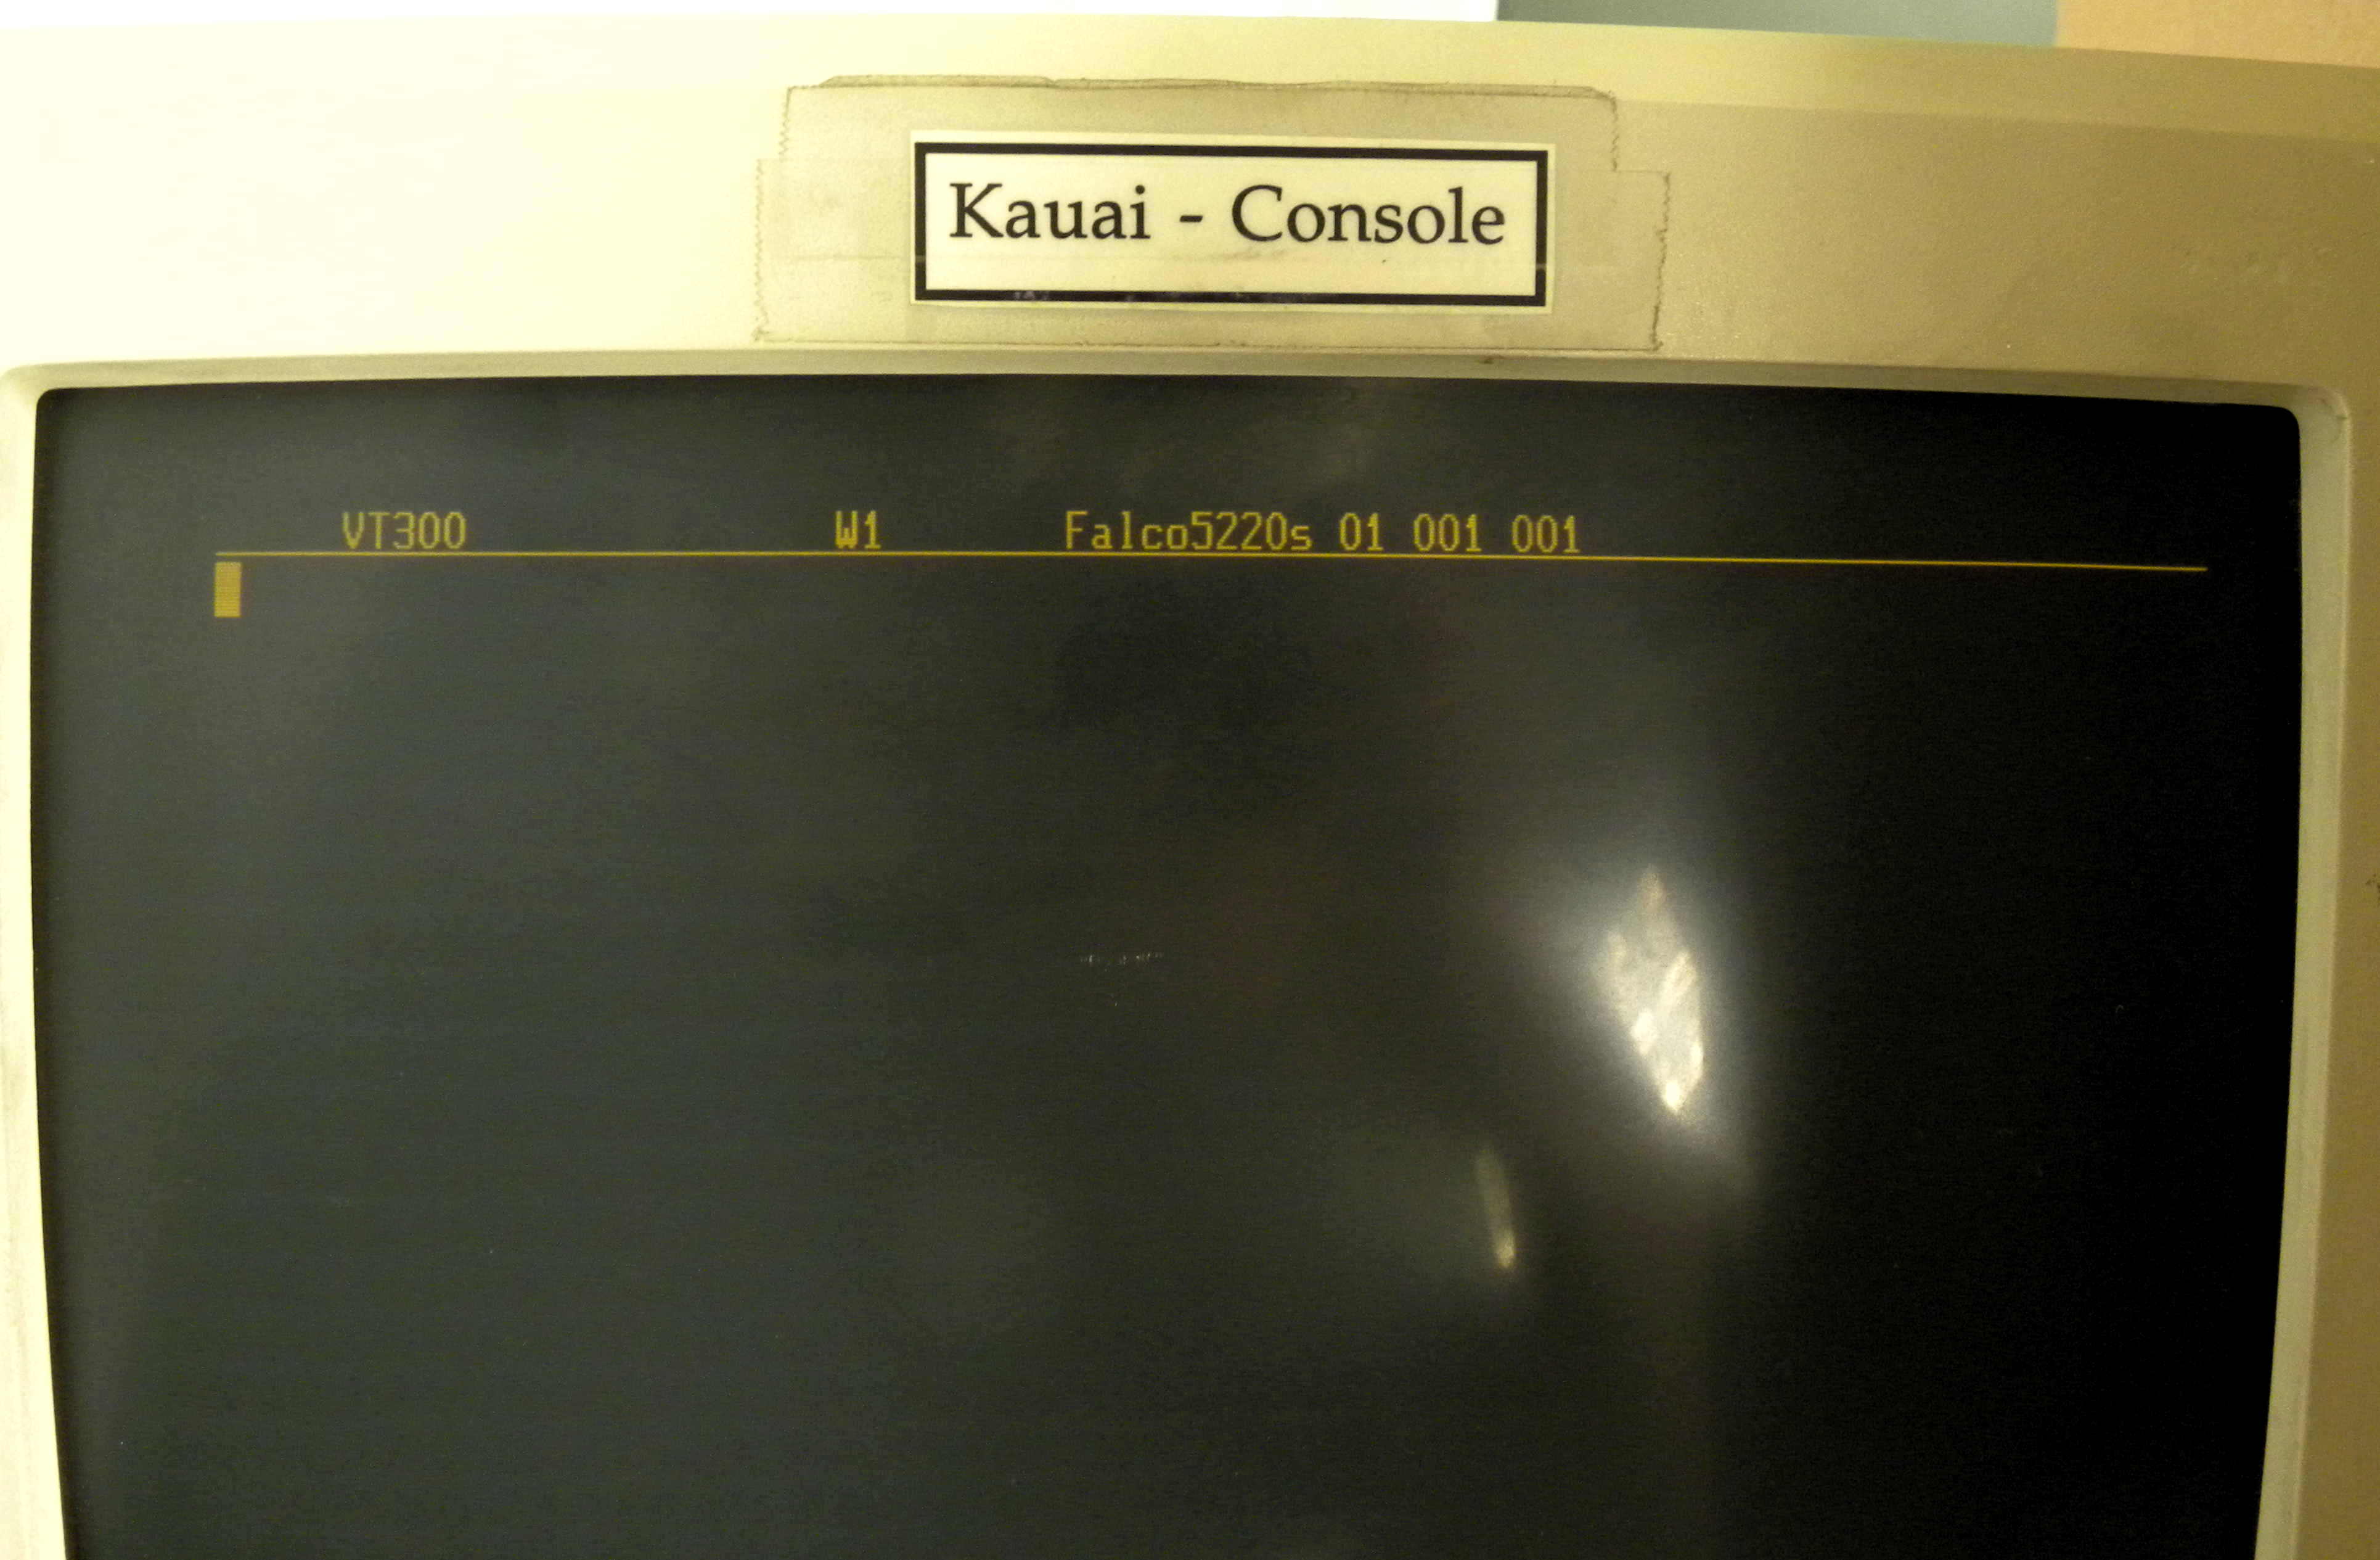 Kauai - Console
VT300 W1 Falco5220s 01 001 001